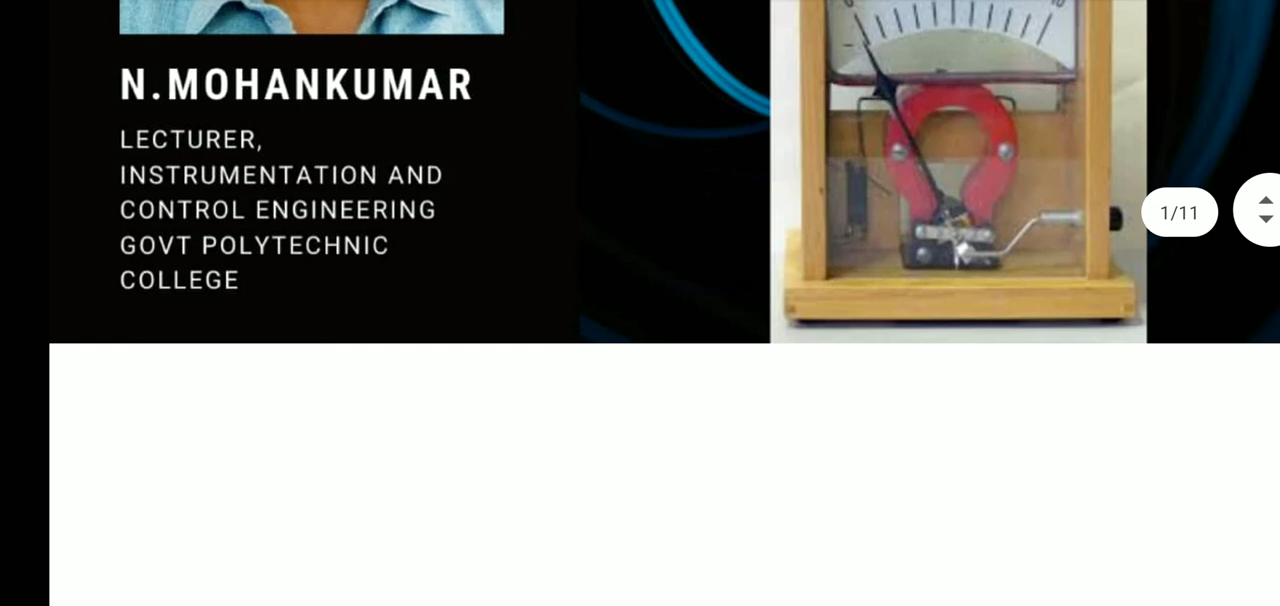 N.MOHANKUMAR
LECTURER,
INSTRUMENTATION AND
CONTROL ENGINEERING
GOVT POLYTECHNIC
COLLEGE
1/11